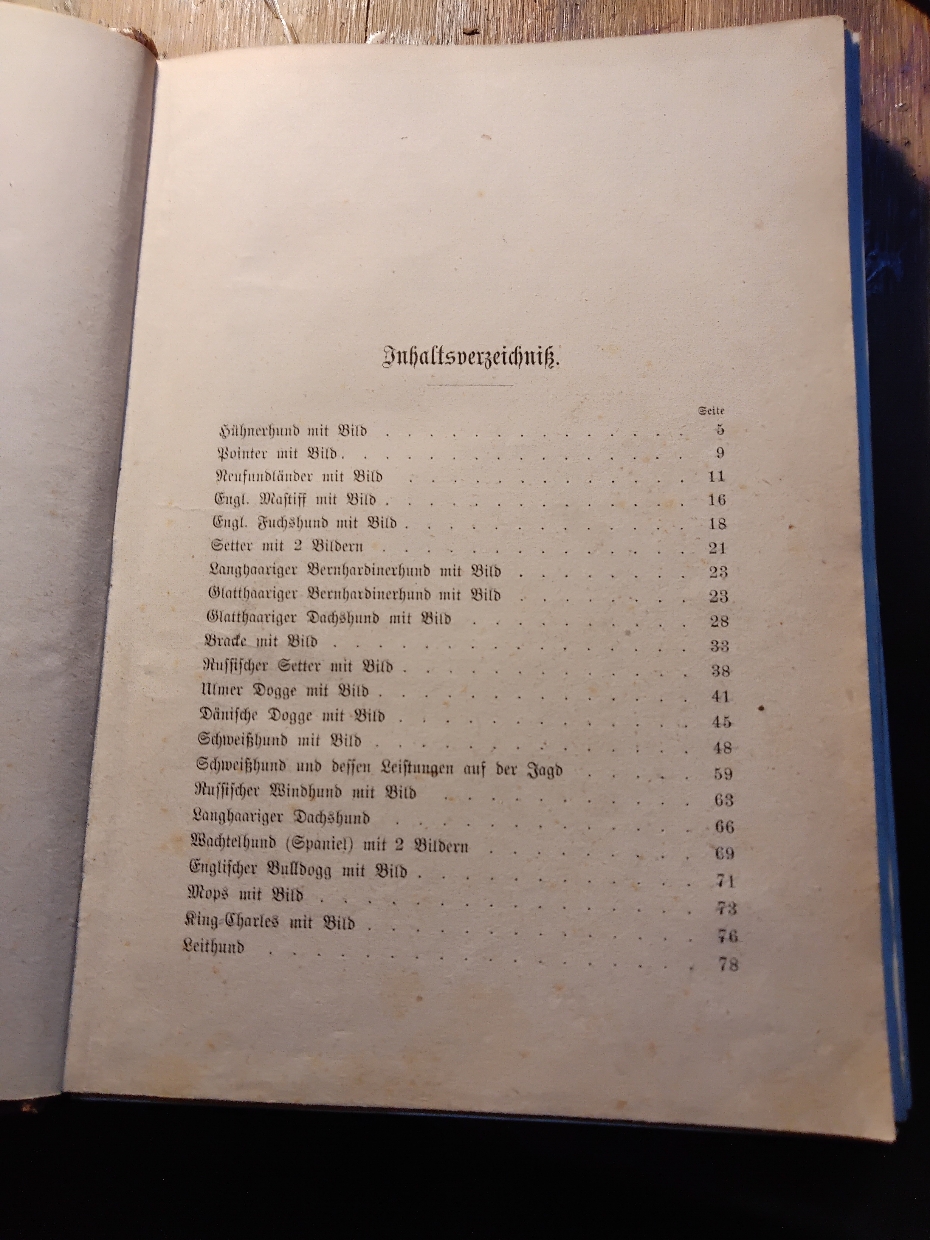 Inhaltsverzeichniß.
Seite
Hühnerhund mit Bild . . . . . . . . . . . . . . 5
Pointer mit Bild . . . . . . . . . . . . . . . . 9
Neufundländer mit Bild . . . . . . . . . . . . . 11
Engl. Mastiff mit Bild . . . . . . . . . . . . . . 16
Engl. Fuchshund mit Bild . . . . . . . . . . . . . 18
Setter mit 2 Bildern . . . . . . . . . . . . . . 21
Langhaariger Bernhardinerhund mit Bild . . . . . . . . 23
Glatthaariger Bernhardinerhund mit Bild . . . . . . . . 23
Glatthaariger Dachshund mit Bild . . . . . . . . . . 28
Bracke mit Bild . . . . . . . . . . . . . . . . 33
Russischer Setter mit Bild . . . . . . . . . . . . . 38
Ulmer Dogge mit Bild . . . . . . . . . . . . . . 41
Dänische Dogge mit Bild . . . . . . . . . . . . . 45
Schweißhund mit Bild . . . . . . . . . . . . . . 48
Schweißhund und dessen Leistungen auf der Jagd . . . . . 59
Russischer Windhund mit Bild . . . . . . . . . . . 63
Langhaariger Dachshund . . . . . . . . . . . . . 66
Wachtelhund (Spaniel) mit 2 Bildern . . . . . . . . . 69
Englischer Bulldogg mit Bild . . . . . . . . . . . . 71
Mops mit Bild . . . . . . . . . . . . . . . . 73
King-Charles mit Bild . . . . . . . . . . . . . . 76
Leithund . . . . . . . . . . . . . . . . . . 78